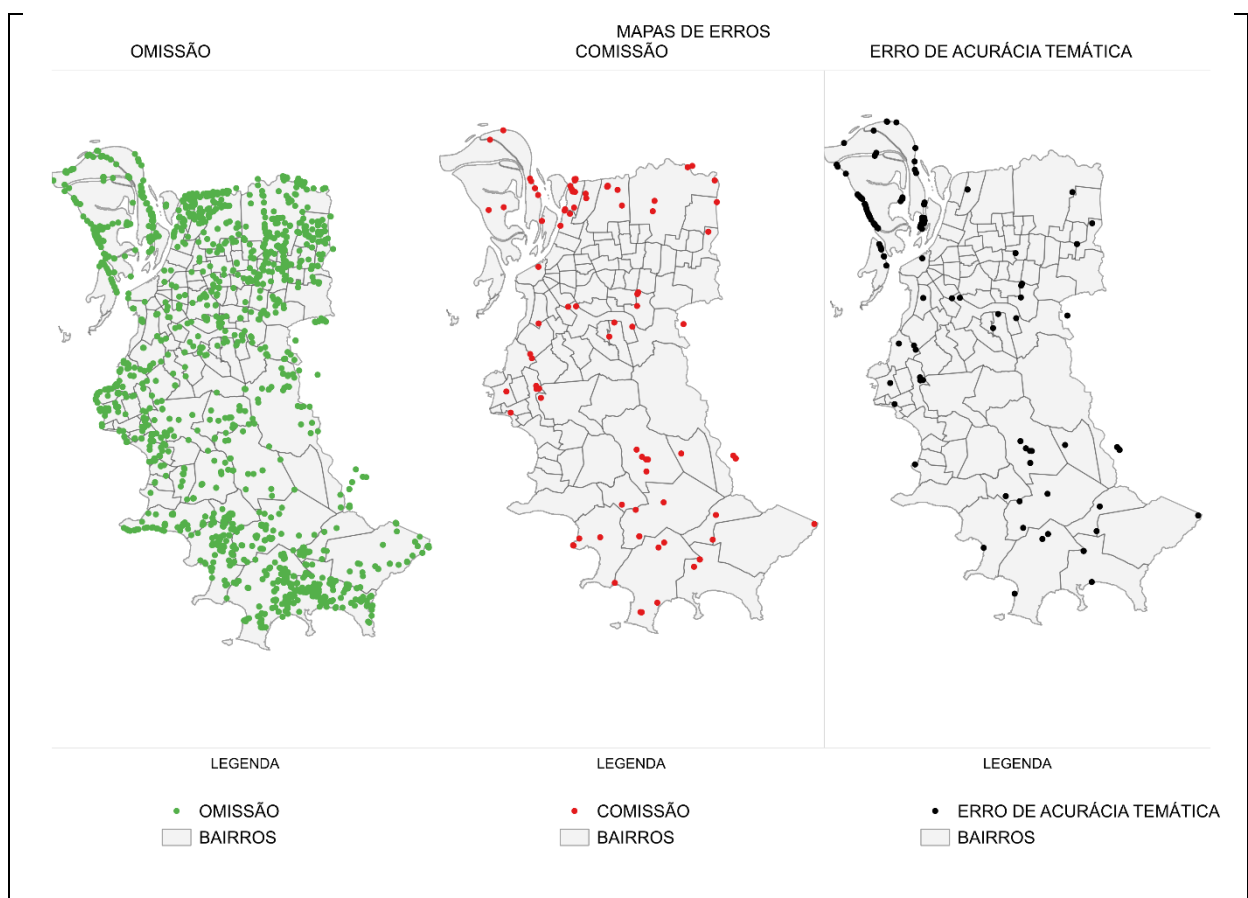 MAPAS DE ERROS
OMISSÃO
COMISSÃO
ERRO DE ACURÁCIA TEMÁTICA
LEGENDA
OMISSÃO
BAIRROS
LEGENDA
COMISSÃO
BAIRROS
LEGENDA
ERRO DE ACURÁCIA TEMÁTICA
BAIRROS